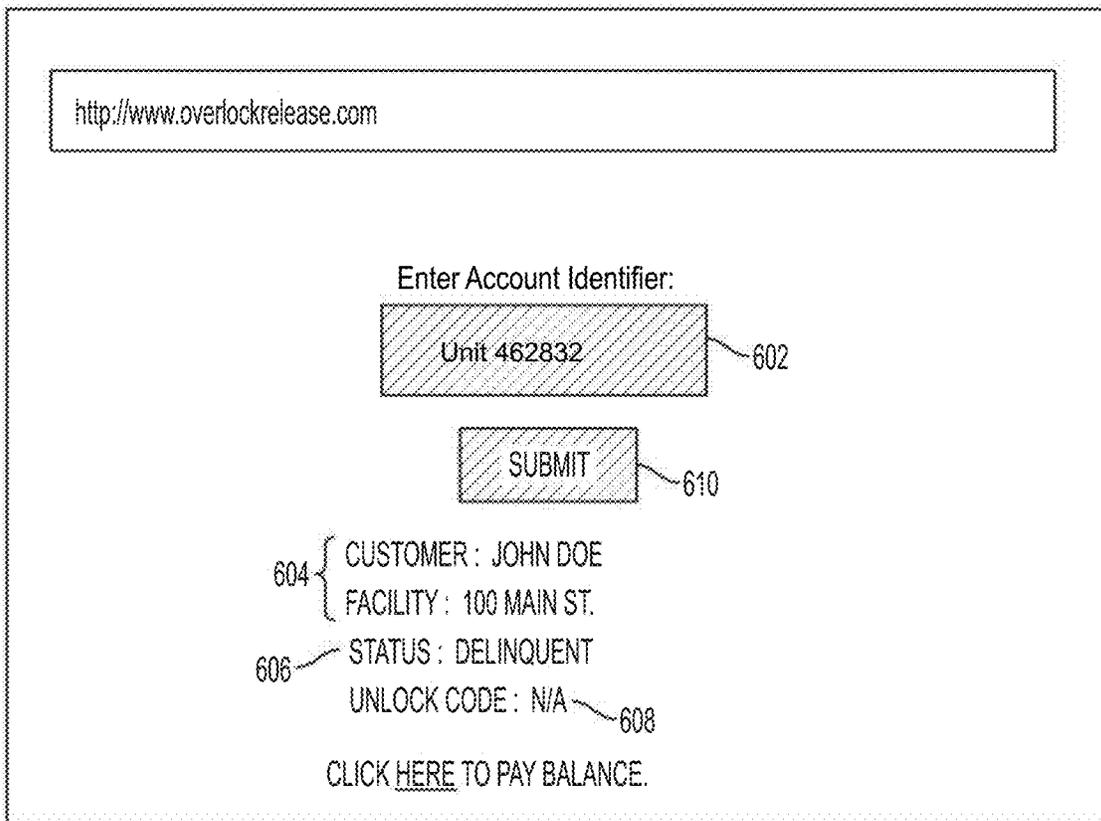 http://www.overlockrelease.com
Enter Account Identifier:
Unit 462832
602
SUBMIT
610
604
CUSTOMER : JOHN DOE
FACILITY : 100 MAIN ST.
606
STATUS : DELINQUENT
UNLOCK CODE : N/A
608
CLICK HERE TO PAY BALANCE.